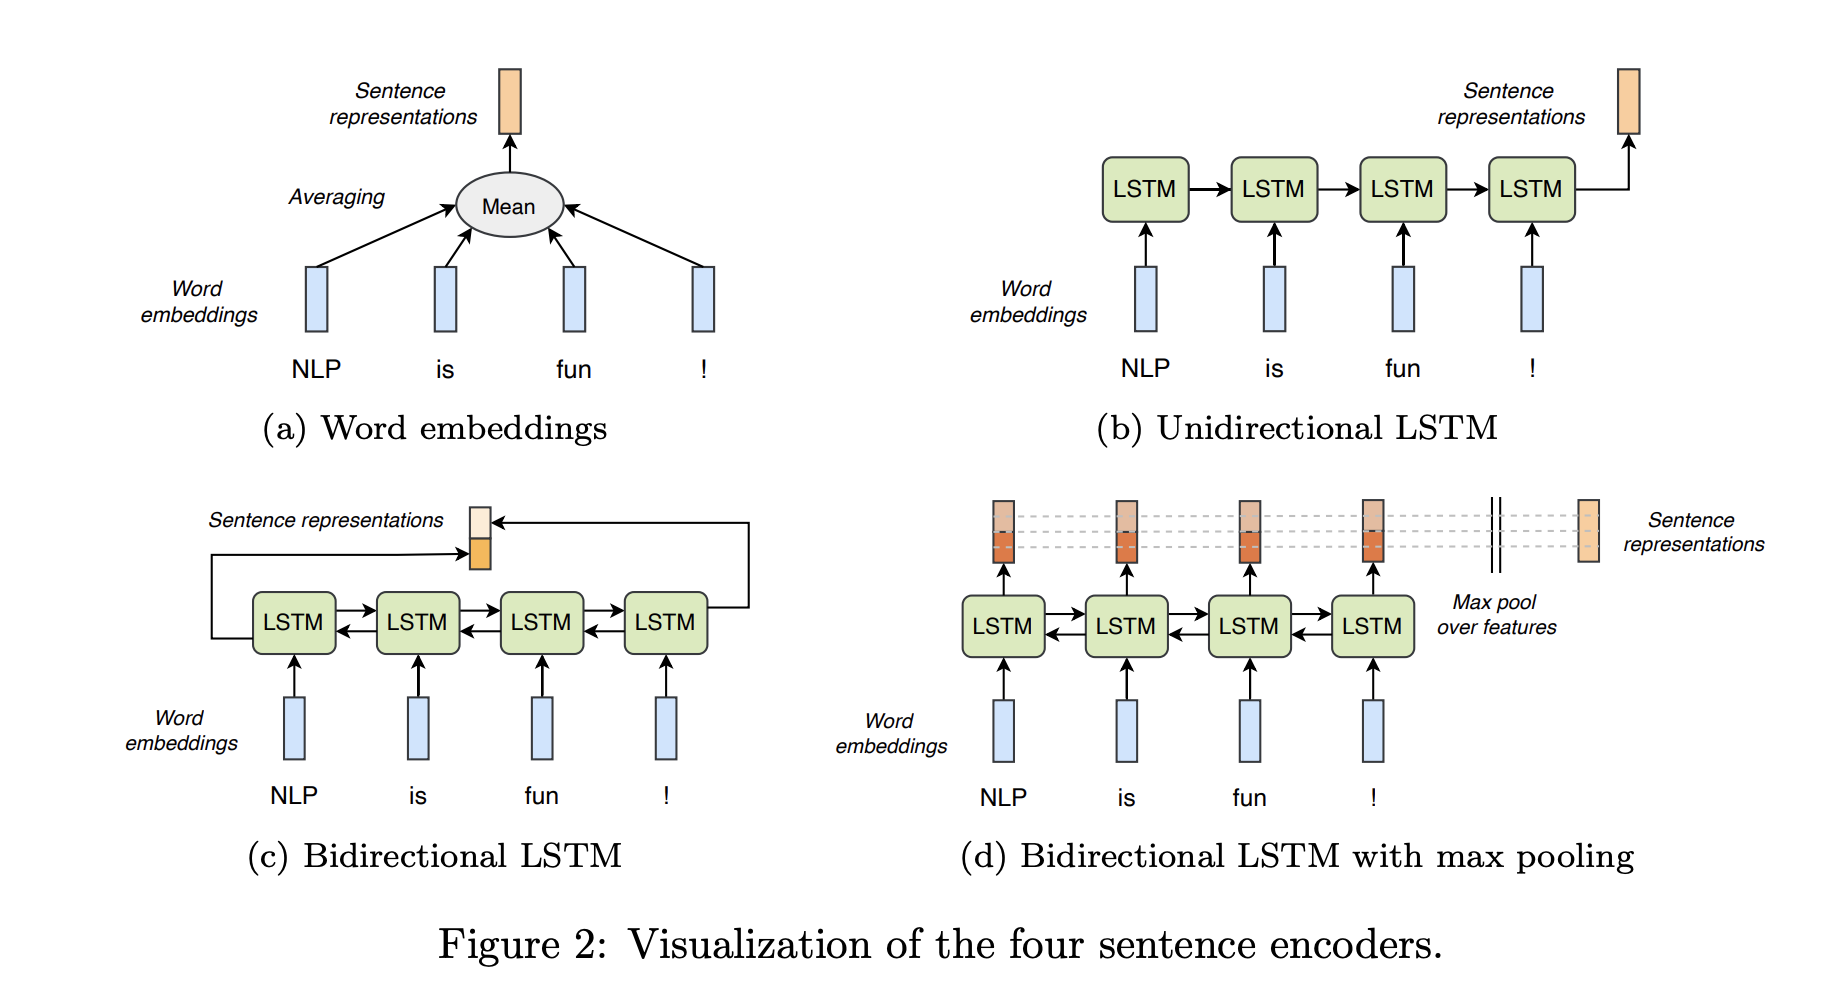 Sentence
representations
Averaging
Mean
Word
embeddings
NLP is fun !
(a) Word embeddings
Sentence
representations
LSTM LSTM LSTM LSTM
Word
embeddings
NLP is fun !
(b) Unidirectional LSTM
Sentence representations
LSTM LSTM LSTM LSTM
Word
embeddings
NLP is fun !
(c) Bidirectional LSTM
Sentence
representations
LSTM LSTM LSTM LSTM
Max pool
over features
Word
embeddings
NLP is fun !
(d) Bidirectional LSTM with max pooling
Figure 2: Visualization of the four sentence encoders.